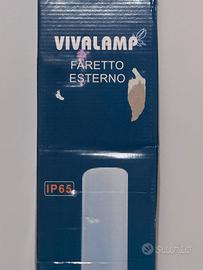 VIVALAMP
FARETTO
ESTERNO
IP65
Subito